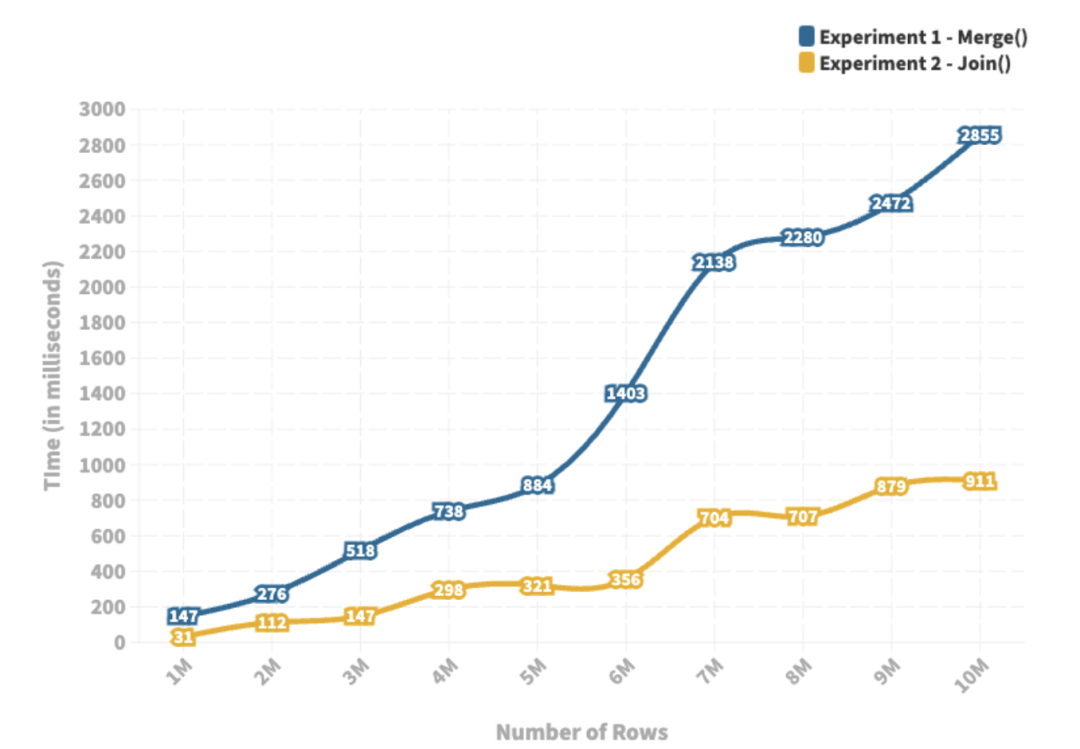 Experiment 1 - Merge()
Experiment 2 - Join()
3000
2800
2600
2400
2200
2000
1800
1600
1400
1200
1000
800
600
400
200
0
TIme (in milliseconds)
147
276
518
738
884
1403
2138
2280
2472
2855
31
112
147
298
321
356
704
707
879
911
1M
2M
3M
4M
5M
6M
7M
8M
9M
10M
Number of Rows